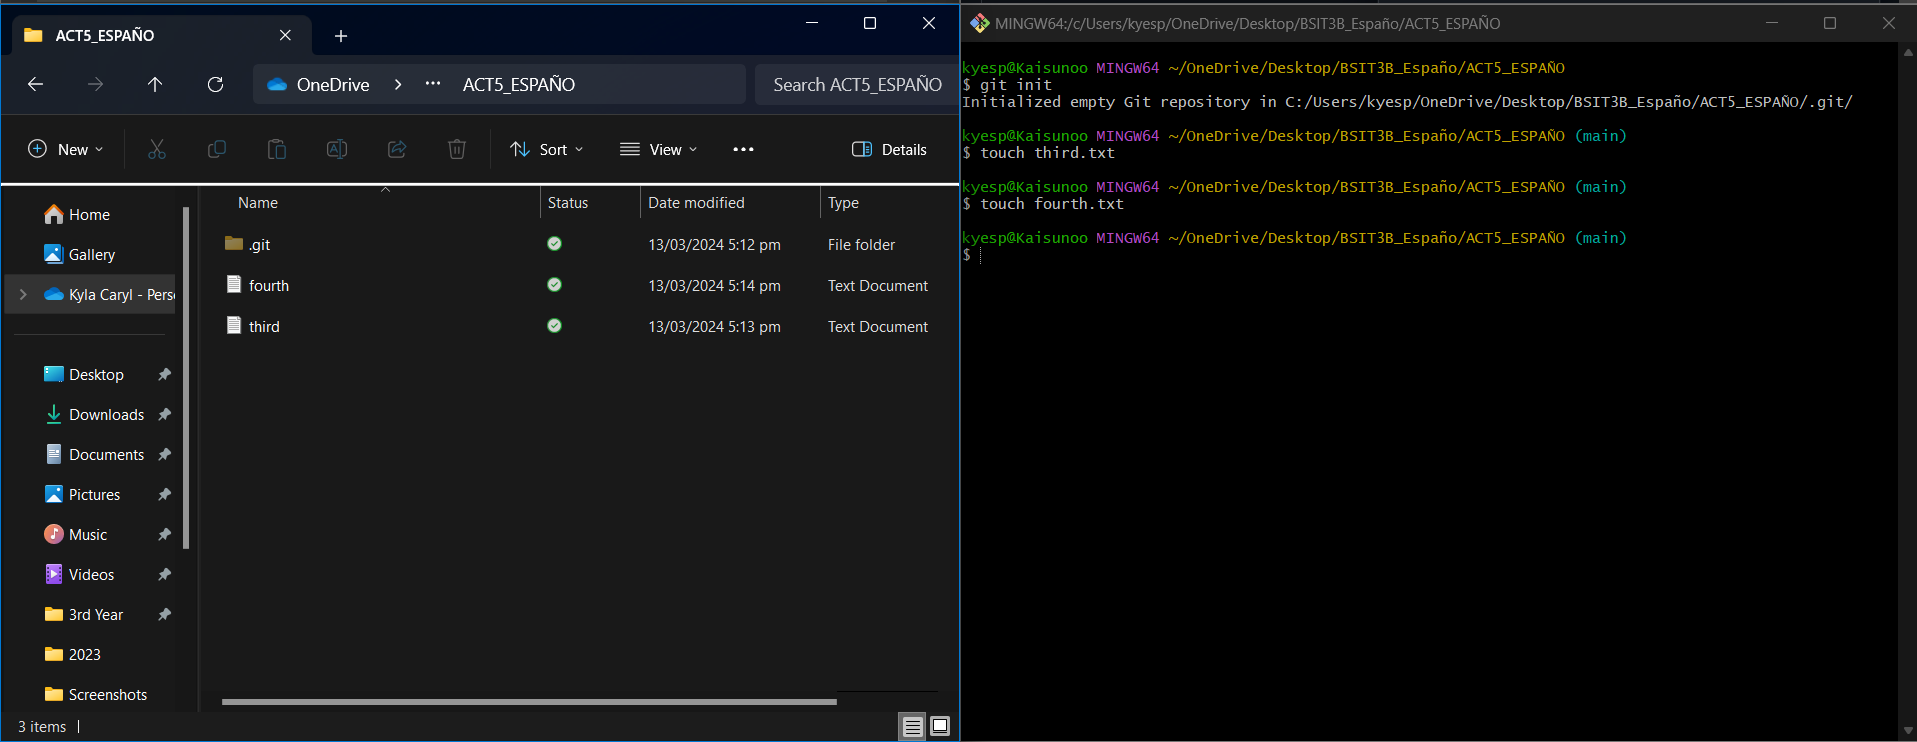 ACT5_ESPAÑO
OneDrive > ... ACT5_ESPAÑO
Search ACT5_ESPAÑO
New
Sort
View
Details
Home
Gallery
Kyla Caryl - Pers
Desktop
Downloads
Documents
Pictures
Music
Videos
3rd Year
2023
Screenshots
Name Status Date modified Type
.git 13/03/2024 5:12 pm File folder
fourth 13/03/2024 5:14 pm Text Document
third 13/03/2024 5:13 pm Text Document
3 items
MINGW64:/c/Users/kyesp/OneDrive/Desktop/BSIT3B_Españo/ACT5_ESPAÑO
kyesp@Kaisunoo MINGW64 ~/OneDrive/Desktop/BSIT3B_Españo/ACT5_ESPAÑO
$ git init
Initialized empty Git repository in C:/Users/kyesp/OneDrive/Desktop/BSIT3B_Españo/ACT5_ESPAÑO/.git/
kyesp@Kaisunoo MINGW64 ~/OneDrive/Desktop/BSIT3B_Españo/ACT5_ESPAÑO (main)
$ touch third.txt
kyesp@Kaisunoo MINGW64 ~/OneDrive/Desktop/BSIT3B_Españo/ACT5_ESPAÑO (main)
$ touch fourth.txt
kyesp@Kaisunoo MINGW64 ~/OneDrive/Desktop/BSIT3B_Españo/ACT5_ESPAÑO (main)
$